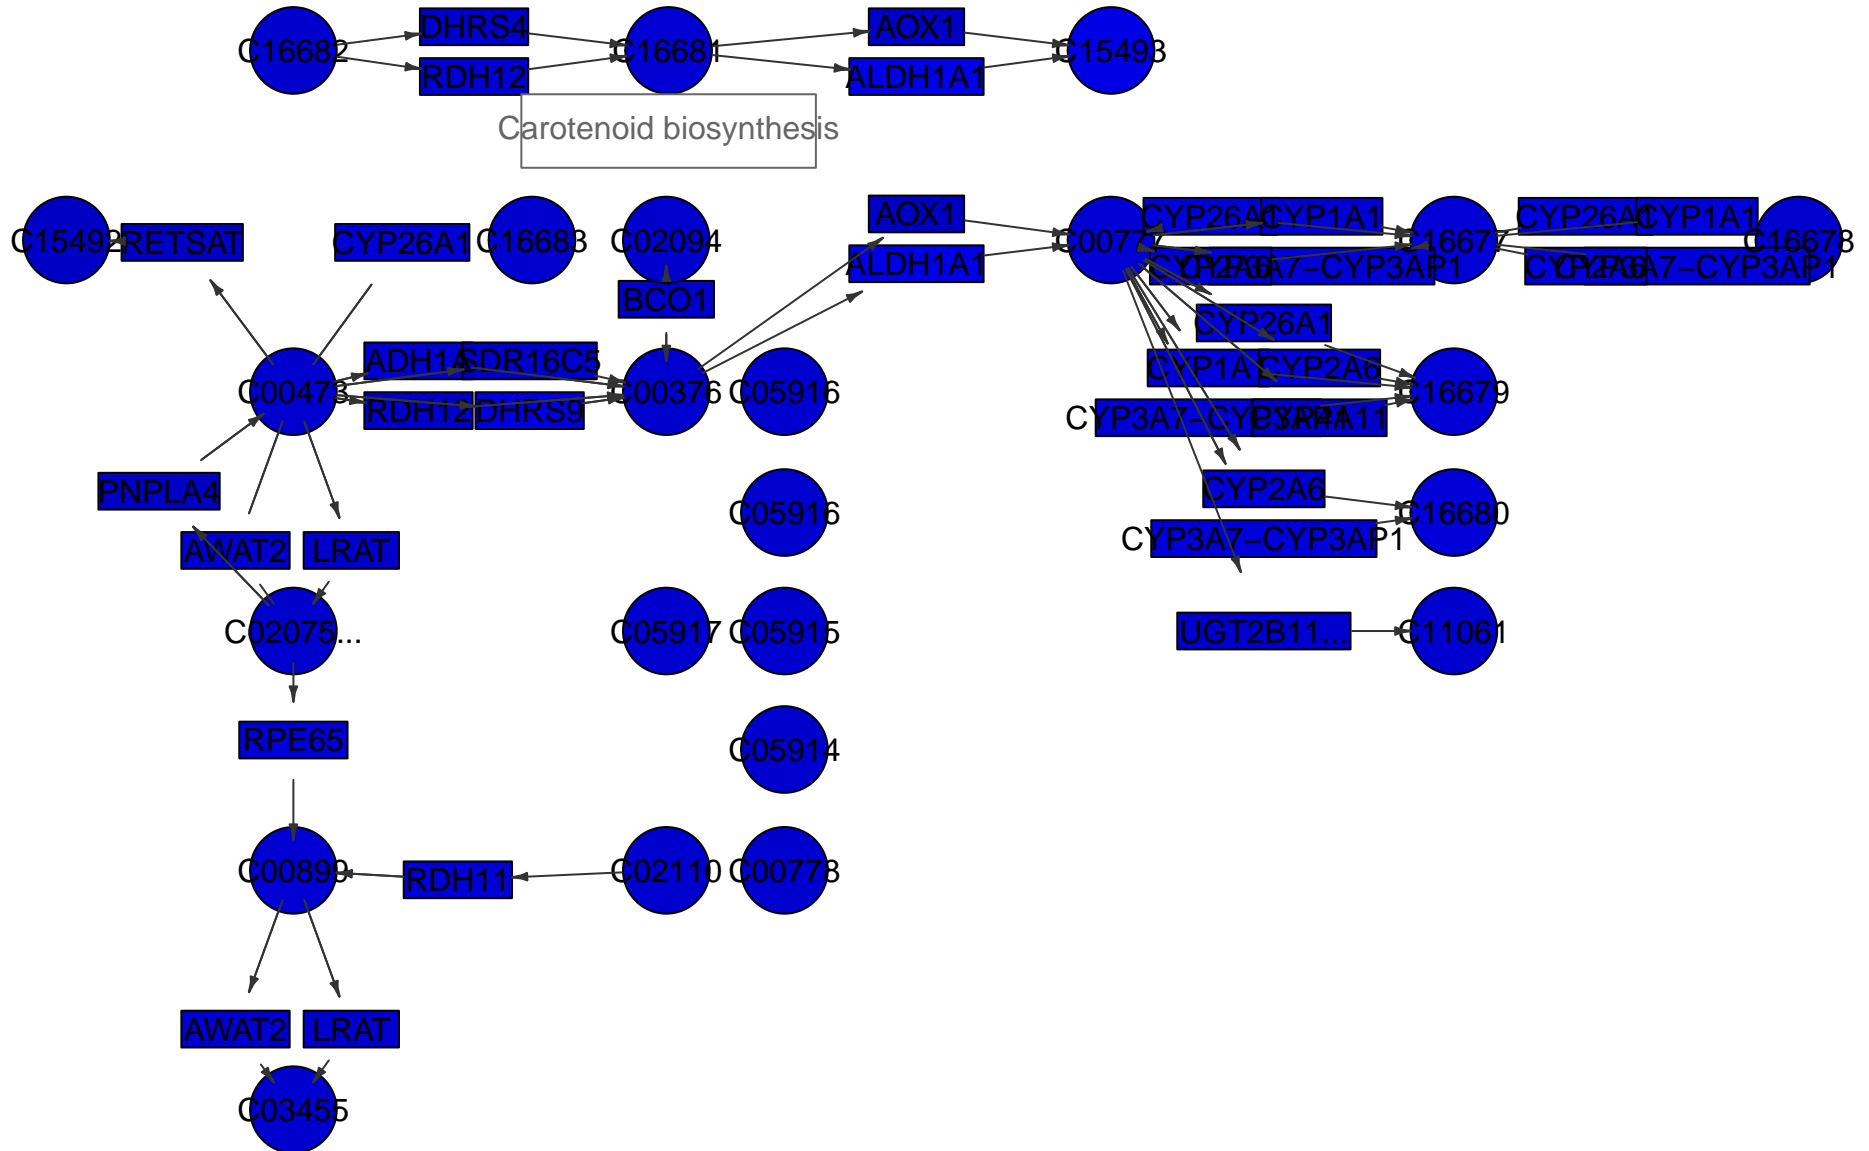 C16682
DHRS4
RDH12
C16681
AOX1
ALDH1A1
C15493
Carotenoid biosynthesis
C15492
RETSAT
CYP26A1
C16683
C02094
BCO1
AOX1
ALDH1A1
CYP26A1
CYP1A1
CYP2A6
CYP3A7–CYP3AP1
C16677
CYP26A1
CYP1A1
CYP2A6
CYP3A7–CYP3AP1
C16678
C00473
SDR16C5
RDH12
DHRS9
C00376
C05916
CYP26A1
CYP2A6
C16679
PNPLA4
AWAT2
LRAT
C05916
CYP2A6
CYP3A7–CYP3AP1
C16680
C02075...
C05917
C05915
UGT2B11...
C11061
RPE65
C05914
C00899
RDH11
C02110
C00778
AWAT2
LRAT
C03455